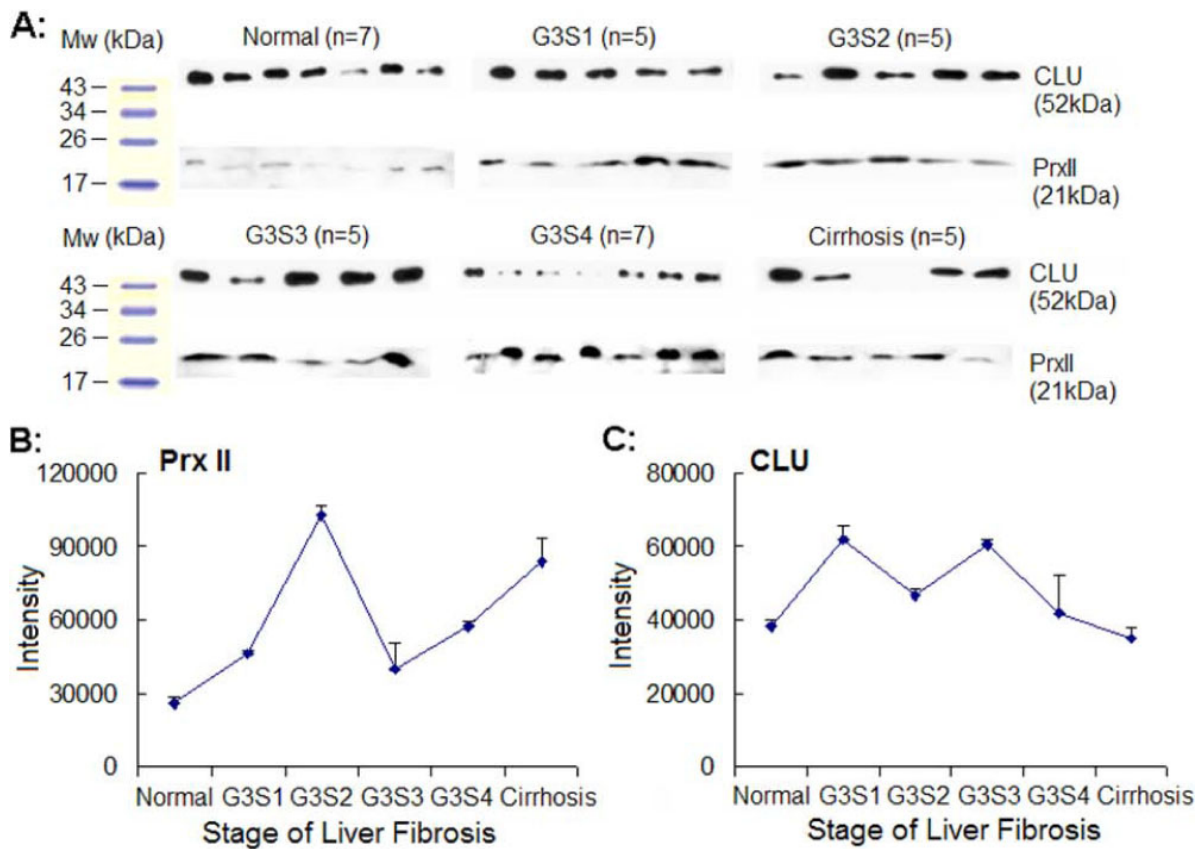 A:
Mw (kDa)
Normal (n=7)
G3S1 (n=5)
G3S2 (n=5)
43
34
26
17
CLU
(52kDa)
PrxII
(21kDa)
Mw (kDa)
G3S3 (n=5)
G3S4 (n=7)
Cirrhosis (n=5)
43
34
26
17
CLU
(52kDa)
PrxII
(21kDa)
B:
Prx II
120000
90000
60000
30000
0
Intensity
Normal G3S1 G3S2 G3S3 G3S4 Cirrhosis
Stage of Liver Fibrosis
C:
CLU
80000
60000
40000
20000
0
Intensity
Normal G3S1 G3S2 G3S3 G3S4 Cirrhosis
Stage of Liver Fibrosis